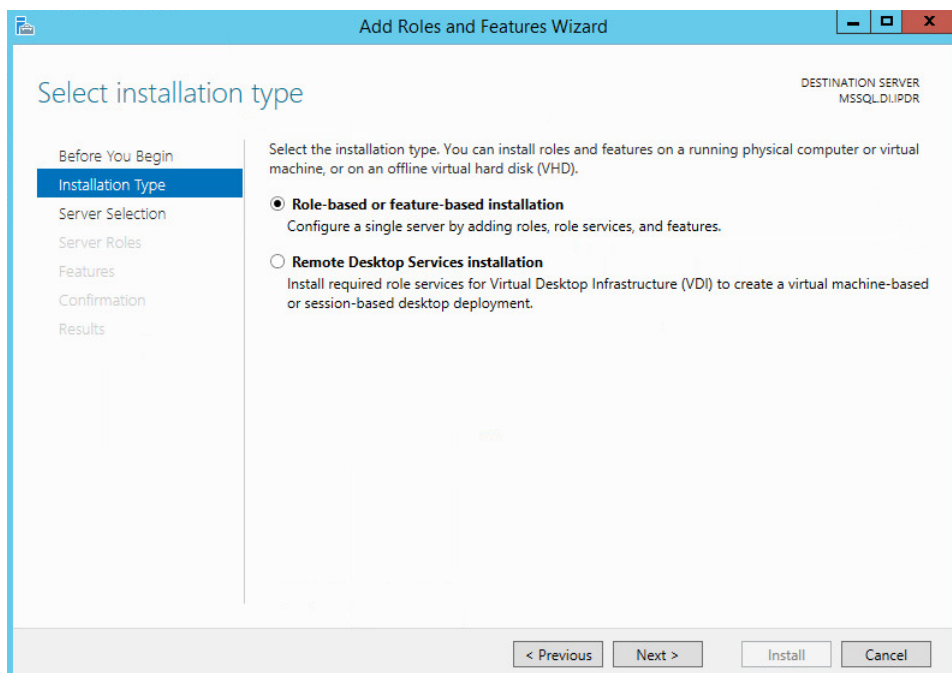 Add Roles and Features Wizard
Select installation type
DESTINATION SERVER
MSSQL.DI.IPDR
Before You Begin
Installation Type
Server Selection
Server Roles
Features
Confirmation
Results
Select the installation type. You can install roles and features on a running physical computer or virtual
machine, or on an offline virtual hard disk (VHD).
Role-based or feature-based installation
Configure a single server by adding roles, role services, and features.
Remote Desktop Services installation
Install required role services for Virtual Desktop Infrastructure (VDI) to create a virtual machine-based
or session-based desktop deployment.
< Previous
Next >
Install
Cancel